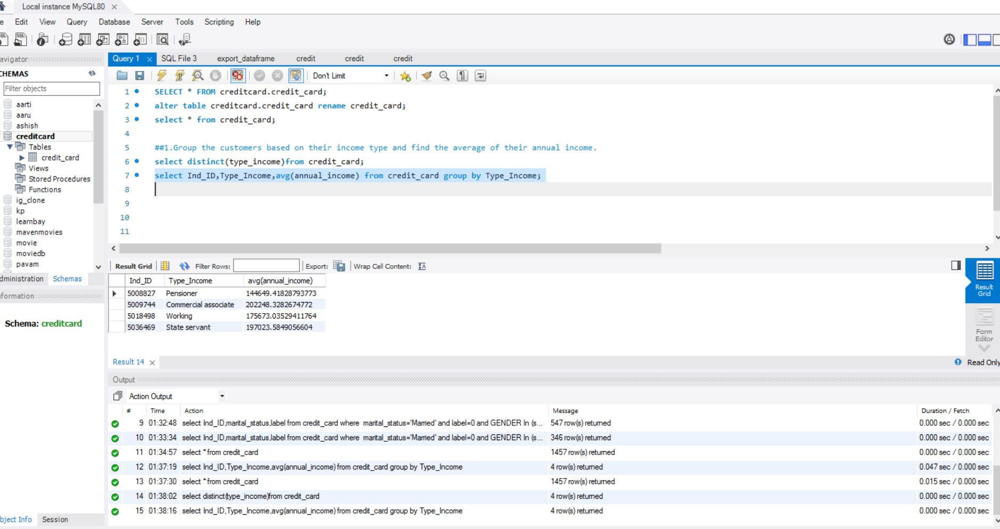 Local instance MySQL80
Edit View Query Database Server Tools Scripting Help
avigator
CHEMAS
Filter objects
aarti
aaru
ashish
creditcard
Tables
credit_card
Views
Stored Procedures
Functions
ig_clone
kp
learnbay
mavenmovies
movie
moviedb
pavam
dministration Schemas
formation
Schema: creditcard
bject Info Session
Query 1 SQL File 3 export_dataframe credit credit credit
Don't Limit
1 SELECT * FROM creditcard.credit_card;
2 alter table creditcard.credit_card rename credit_card;
3 select * from credit_card;
4
5 ##1.Group the customers based on their income type and find the average of their annual income.
6 select distinct(type_income)from credit_card;
7 select Ind_ID,Type_Income,avg(annual_income) from credit_card group by Type_Income;
8
9
10
11
Result Grid Filter Rows: Export: Wrap Cell Content:
Ind_ID Type_Income avg(annual_income)
5008827 Pensioner 144649.41828793773
5009744 Commercial associate 202248.3282674772
5018498 Working 175673.03529411764
5036469 State servant 197023.5849056604
Result Grid
Form Editor
Result 14
Read Only
Output
Action Output
# Time Action Message Duration / Fetch
9 01:32:48 select Ind_ID,marital_status,label from credit_card where marital_status='Married' and label=0 and GENDER In (s... 547 row(s) returned 0.000 sec / 0.000 sec
10 01:33:34 select Ind_ID,marital_status,label from credit_card where marital_status='Married' and label=0 and GENDER In (s... 346 row(s) returned 0.000 sec / 0.000 sec
11 01:34:57 select * from credit_card 1457 row(s) returned 0.000 sec / 0.000 sec
12 01:37:19 select Ind_ID,Type_Income,avg(annual_income) from credit_card group by Type_Income 4 row(s) returned 0.047 sec / 0.000 sec
13 01:37:30 select * from credit_card 1457 row(s) returned 0.015 sec / 0.000 sec
14 01:38:02 select distinct(type_income)from credit_card 4 row(s) returned 0.000 sec / 0.000 sec
15 01:38:16 select Ind_ID,Type_Income,avg(annual_income) from credit_card group by Type_Income 4 row(s) returned 0.000 sec / 0.000 sec